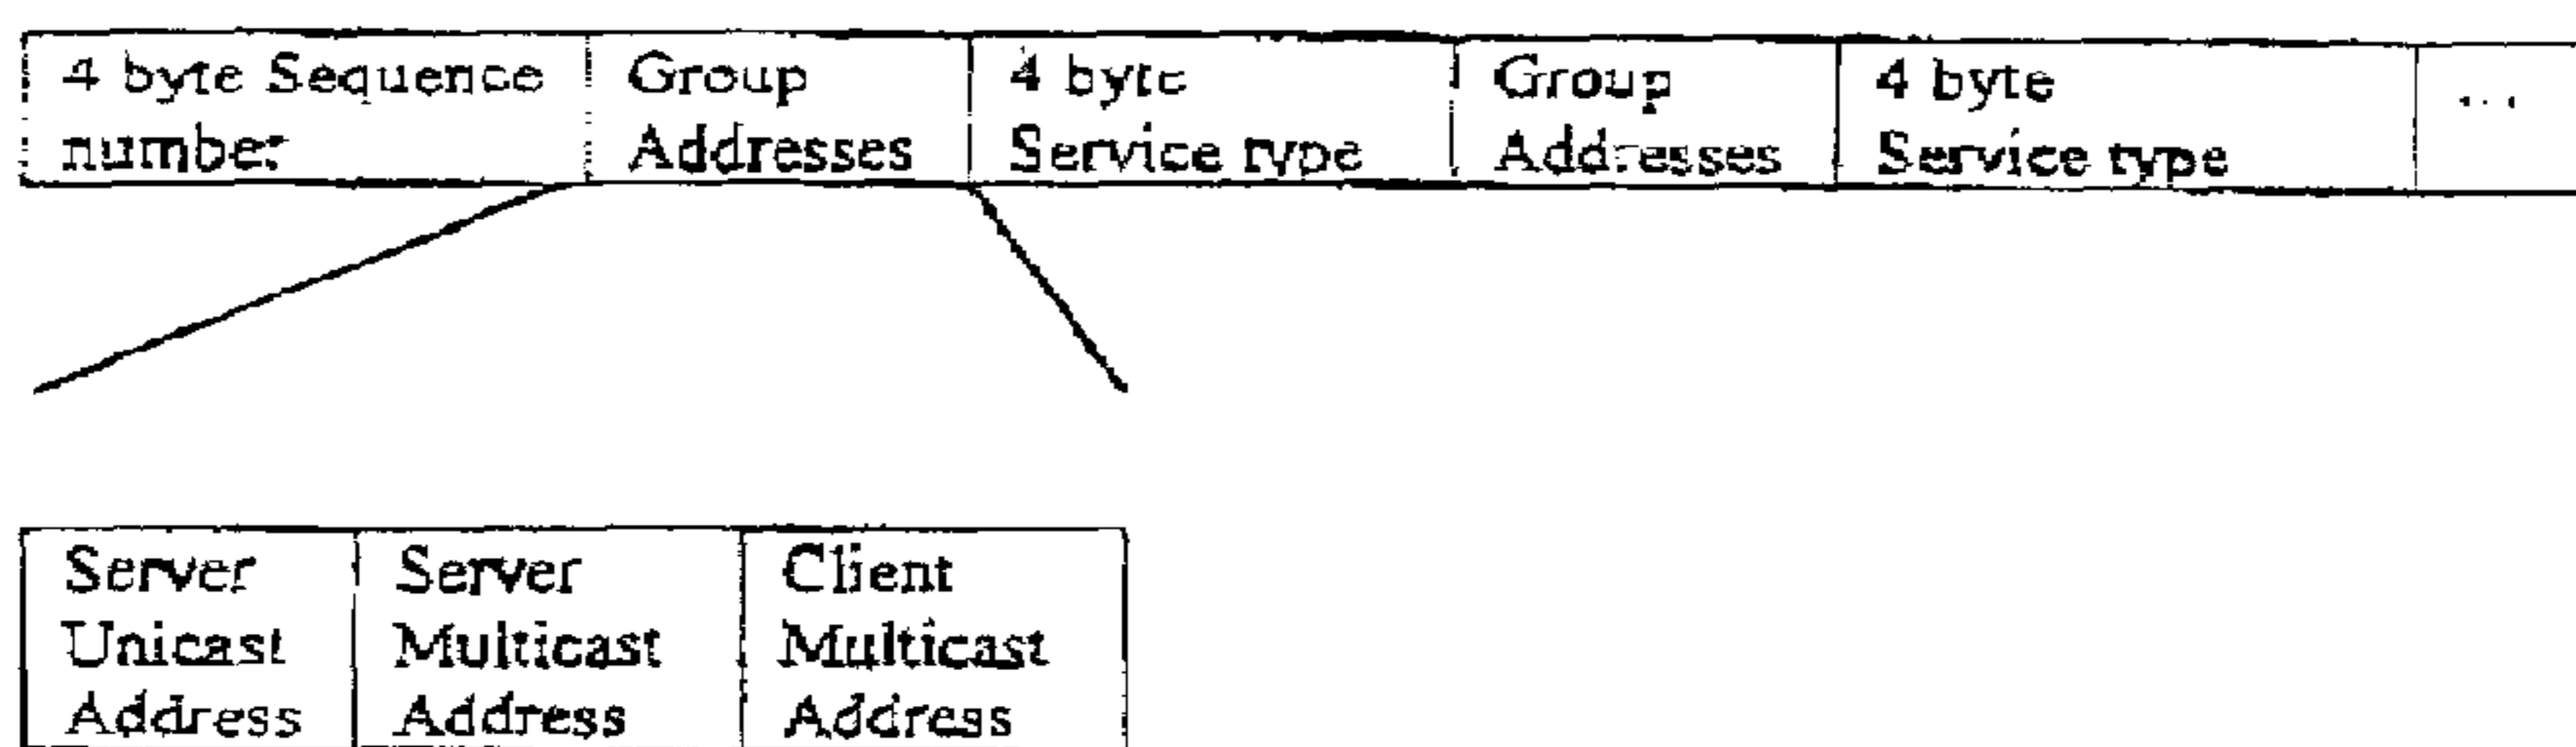 4 byte Sequence number
Group Addresses
4 byte Service type
Group Addresses
4 byte Service type
...
Server Unicast Address
Server Multicast Address
Client Multicast Address